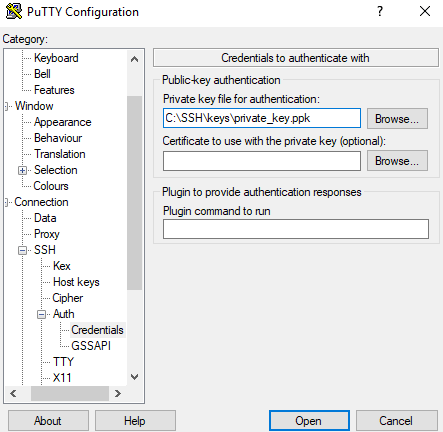 PuTTY Configuration
?
Category:
Keyboard
Bell
Features
Window
Appearance
Behaviour
Translation
Selection
Colours
Connection
Data
Proxy
SSH
Kex
Host keys
Cipher
Auth
Credentials
GSSAPI
TTY
X11
Credentials to authenticate with
Public-key authentication
Private key file for authentication:
C:\SSH\keys\private_key.ppk
Browse...
Certificate to use with the private key (optional):
Browse...
Plugin to provide authentication responses
Plugin command to run
About
Help
Open
Cancel